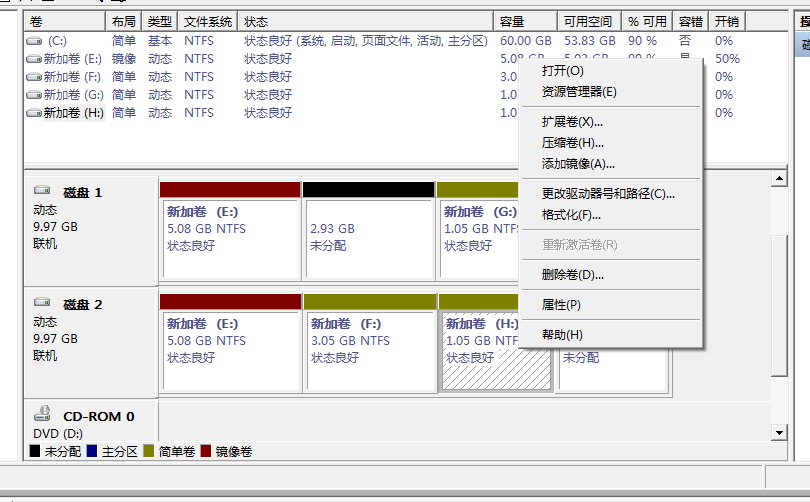 卷 布局 类型 文件系统 状态 容量 可用空间 % 可用 容错 开销
(C:) 简单 基本 NTFS 状态良好 (系统, 启动, 页面文件, 活动, 主分区) 60.00 GB 53.83 GB 90 % 否 0%
新加卷 (E:) 镜像 动态 NTFS 状态良好 50%
新加卷 (F:) 简单 动态 NTFS 状态良好 3.0 0%
新加卷 (G:) 简单 动态 NTFS 状态良好 1.0 0%
新加卷 (H:) 简单 动态 NTFS 状态良好 1.0 0%
打开(O)
资源管理器(E)
扩展卷(X)...
压缩卷(H)...
添加镜像(A)...
更改驱动器号和路径(C)...
格式化(F)...
重新激活卷(R)
删除卷(D)...
属性(P)
帮助(H)
磁盘 1
动态
9.97 GB
联机
新加卷 (E:)
5.08 GB NTFS
状态良好
2.93 GB
未分配
新加卷 (G:)
1.05 GB NTFS
状态良好
磁盘 2
动态
9.97 GB
联机
新加卷 (E:)
5.08 GB NTFS
状态良好
新加卷 (F:)
3.05 GB NTFS
状态良好
新加卷 (H:)
1.05 GB NTFS
状态良好
未分配
CD-ROM 0
DVD (D:)
未分配 主分区 简单卷 镜像卷